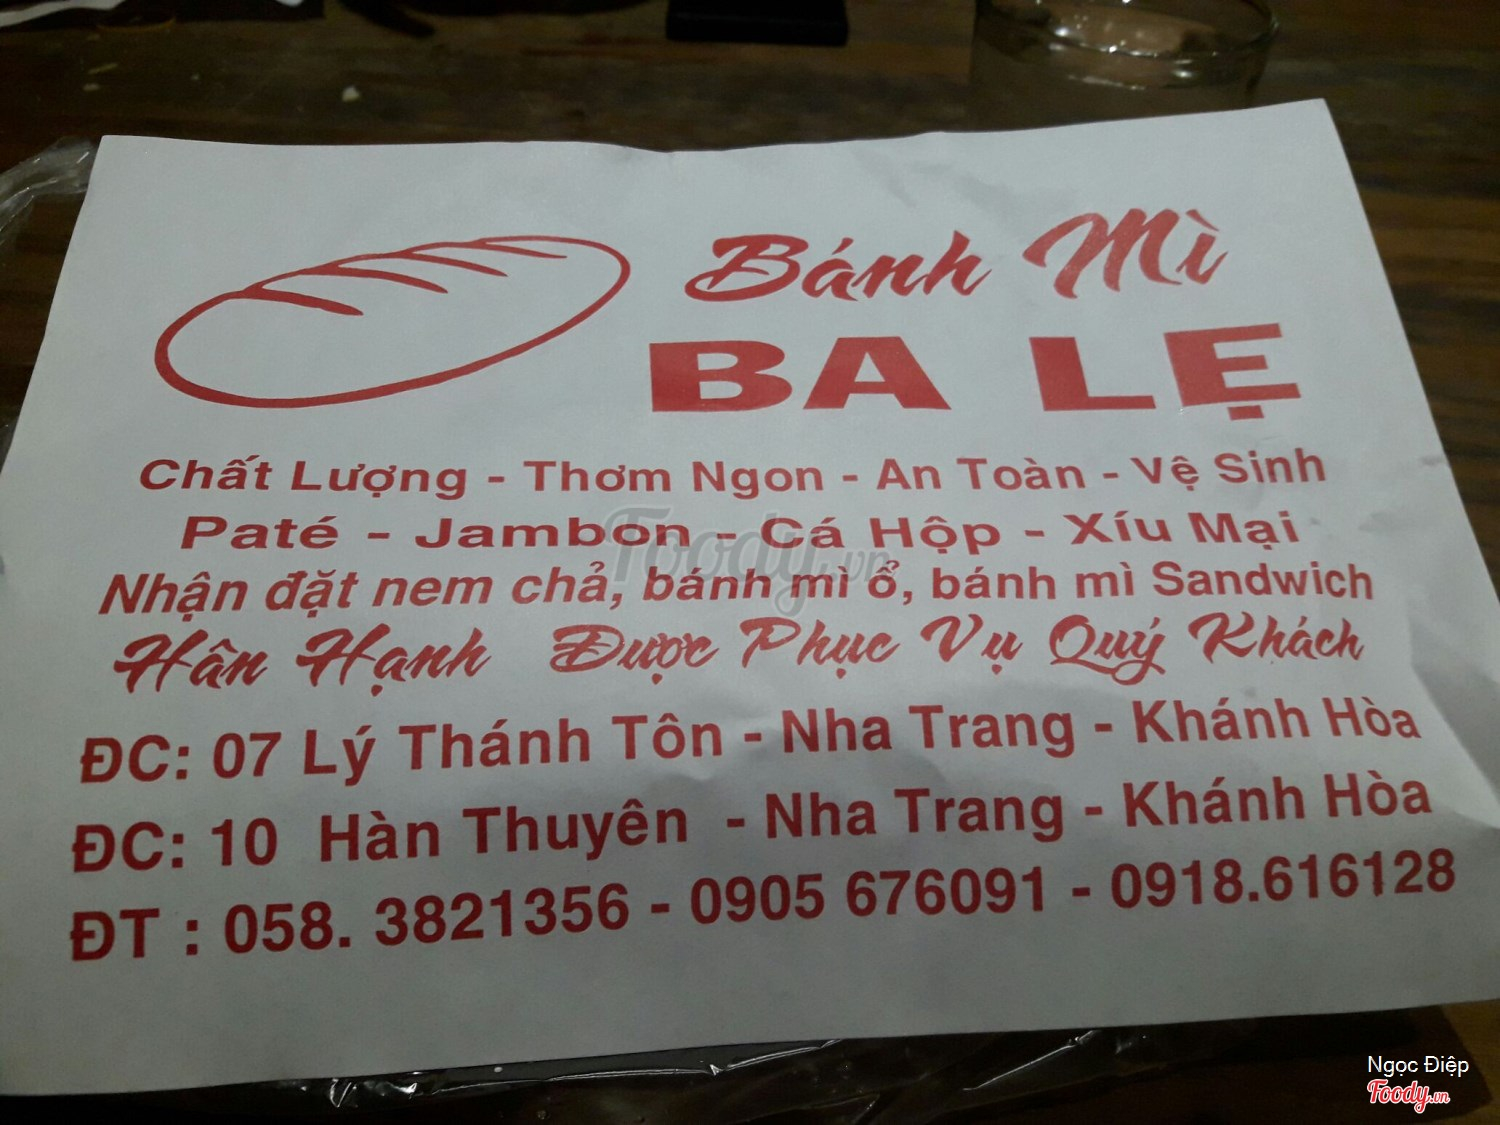 Bánh Mì
BA LẸ
Chất Lượng - Thơm Ngon - An Toàn - Vệ Sinh
Paté - Jambon - Cá Hộp - Xíu Mại
Nhận đặt nem chả, bánh mì ổ, bánh mì Sandwich
Hân Hạnh Được Phục Vụ Quý Khách
ĐC: 07 Lý Thánh Tôn - Nha Trang - Khánh Hòa
ĐC: 10 Hàn Thuyên - Nha Trang - Khánh Hòa
ĐT : 058. 3821356 - 0905 676091 - 0918.616128
Foody.vn
Ngọc Điệp
Foody.vn